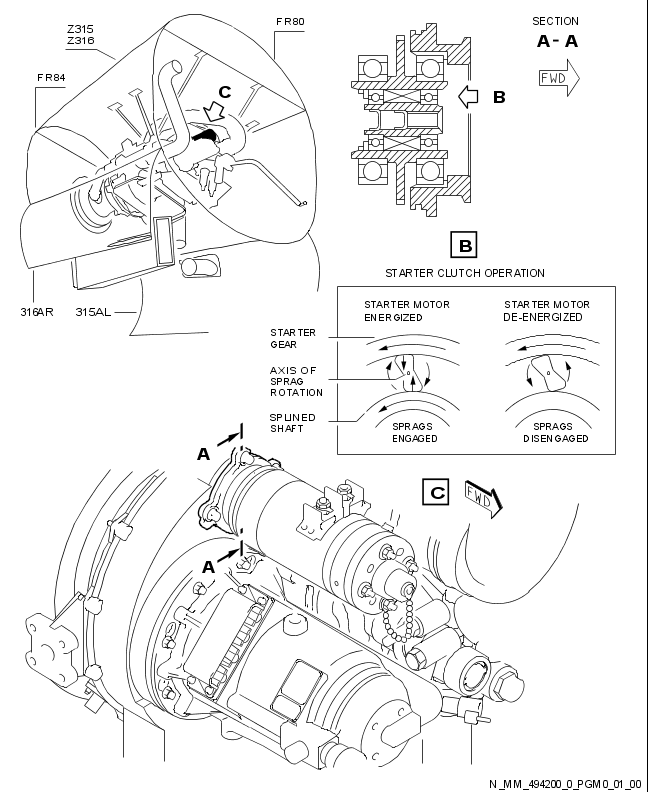 Z315
Z316
FR80
FR84
C
316AR
315AL
SECTION
A-A
FWD
B
B
STARTER CLUTCH OPERATION
STARTER MOTOR
ENERGIZED
STARTER MOTOR
DE-ENERGIZED
STARTER
GEAR
AXIS OF
SPRAG
ROTATION
SPLINED
SHAFT
SPRAGS
ENGAGED
SPRAGS
DISENGAGED
A
A
C
FWD
N_MM_494200_0_PGM0_01_00